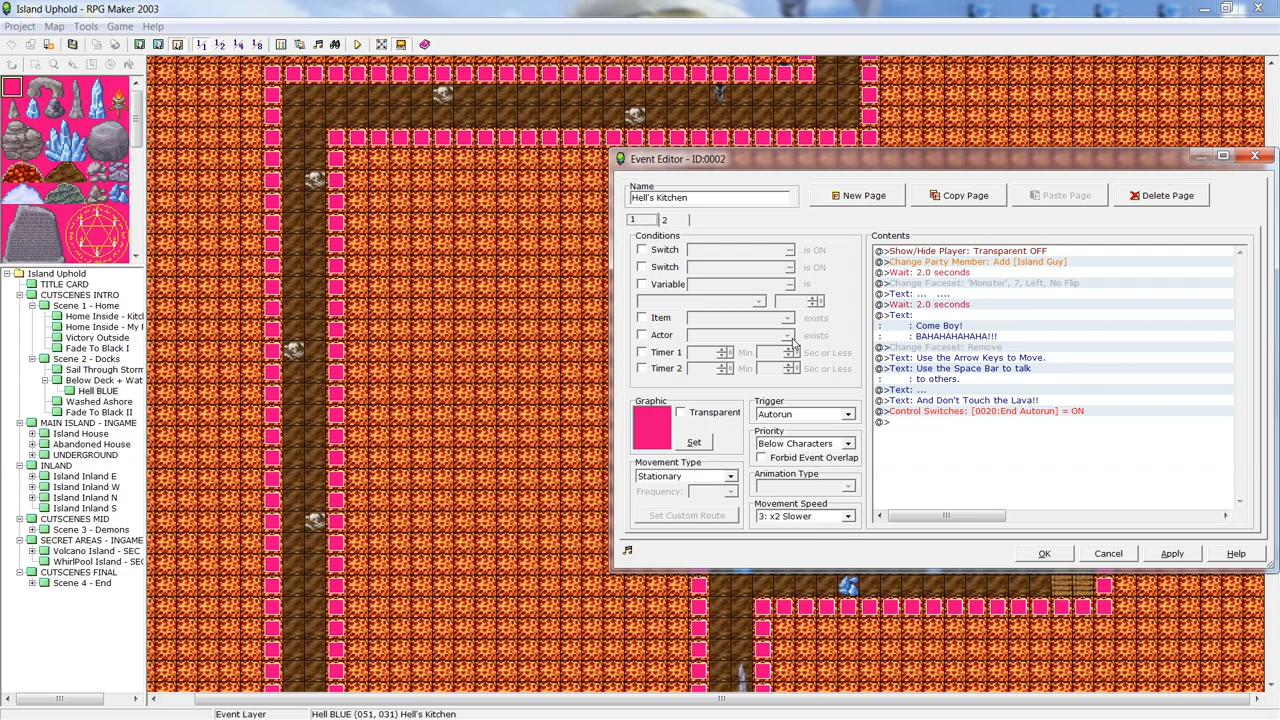 Island Uphold - RPG Maker 2003
Project Map Tools Game Help
1/1 1/2 1/4 1/8
Island Uphold
TITLE CARD
CUTSCENES INTRO
Scene 1 - Home
Home Inside - Kitc
Home Inside - My
Victory Outside
Fade To Black I
Scene 2 - Docks
Sail Through Storm
Below Deck + Wat
Hell BLUE
Washed Ashore
Fade To Black II
MAIN ISLAND - INGAME
Island House
Abandoned House
UNDERGROUND
INLAND
Island Inland E
Island Inland W
Island Inland N
Island Inland S
CUTSCENES MID
Scene 3 - Demons
SECRET AREAS - INGAME
Volcano Island - SEC
WhirlPool Island - SEC
CUTSCENES FINAL
Scene 4 - End
Event Editor - ID:0002
Name
Hell's Kitchen
New Page
Copy Page
Paste Page
Delete Page
1 2
Conditions
Switch ... is ON
Switch ... is ON
Variable ... is
Item exists
Actor exists
Timer 1 Min Sec or Less
Timer 2 Min Sec or Less
Graphic
Transparent
Set
Trigger
Autorun
Priority
Below Characters
Forbid Event Overlap
Movement Type
Stationary
Frequency:
Set Custom Route
Animation Type
Movement Speed
3: x2 Slower
Contents
@>Show/Hide Player: Transparent OFF
@>Change Party Member: Add [Island Guy]
@>Wait: 2.0 seconds
@>Change Faceset: 'Monster', 7, Left, No Flip
@>Text: ... ....
@>Wait: 2.0 seconds
@>Text:
: : Come Boy!
: : BAHAHAHAHAHA!!!
@>Change Faceset: Remove
@>Text: Use the Arrow Keys to Move.
@>Text: Use the Space Bar to talk
: : to others.
@>Text: ...
@>Text: And Don't Touch the Lava!!
@>Control Switches: [0020:End Autorun] = ON
@>
OK
Cancel
Apply
Help
Event Layer
Hell BLUE (051, 031) Hell's Kitchen